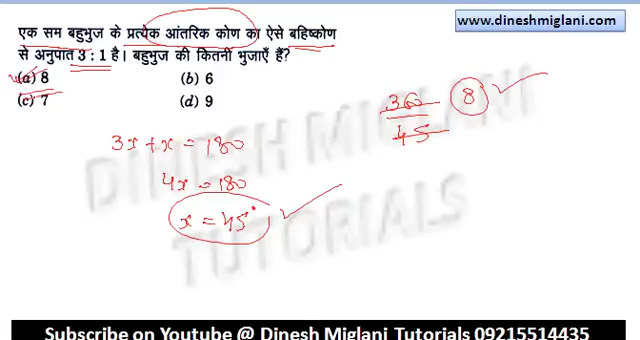 www.dineshmiglani.com
एक सम बहुभुज के प्रत्येक आंतरिक कोण का ऐसे बहिष्कोण
से अनुपात 3 : 1 है। बहुभुज की कितनी भुजाएँ हैं?
(a) 8 (b) 6
(c) 7 (d) 9
360 8
45
3x + x = 180
4x = 180
x = 45°
DINESH MIGLANI
TUTORIALS
Subscribe on Youtube @ Dinesh Miglani Tutorials 09215514435